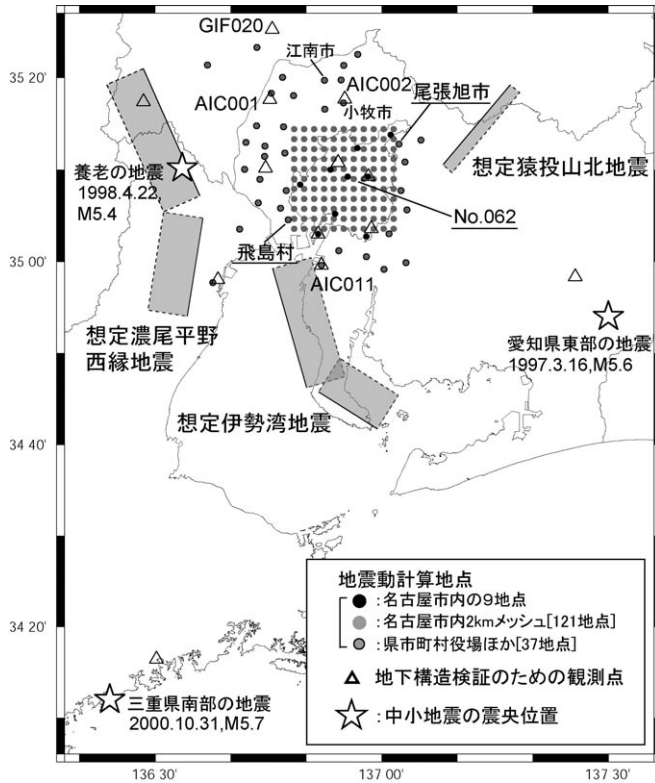 GIF020
江南市
35 20'
AIC002
AIC001
尾張旭市
小牧市
想定猿投山北地震
養老の地震
1998.4.22,
M5.4
No.062
飛島村
35 00'
AIC011
想定濃尾平野
西縁地震
愛知県東部の地震
1997.3.16,M5.6
想定伊勢湾地震
34 40'
地震動計算地点
:名古屋市内の9地点
:名古屋市内2kmメッシュ[121地点]
:県市町村役場ほか[37地点]
地下構造検証のための観測点
:中小地震の震央位置
34 20'
三重県南部の地震
2000.10.31,M5.7
136 30'
137 00'
137 30'